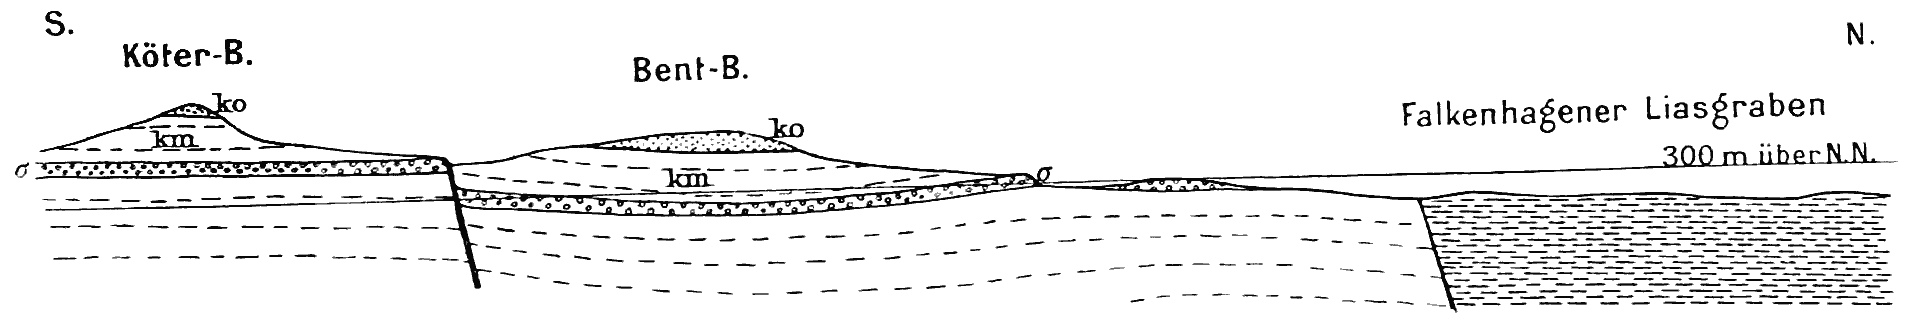 S.
N.
Köter-B.
Bent-B.
Falkenhagener Liasgraben
ko
ko
km
300 m über N.N.
σ
km
σ